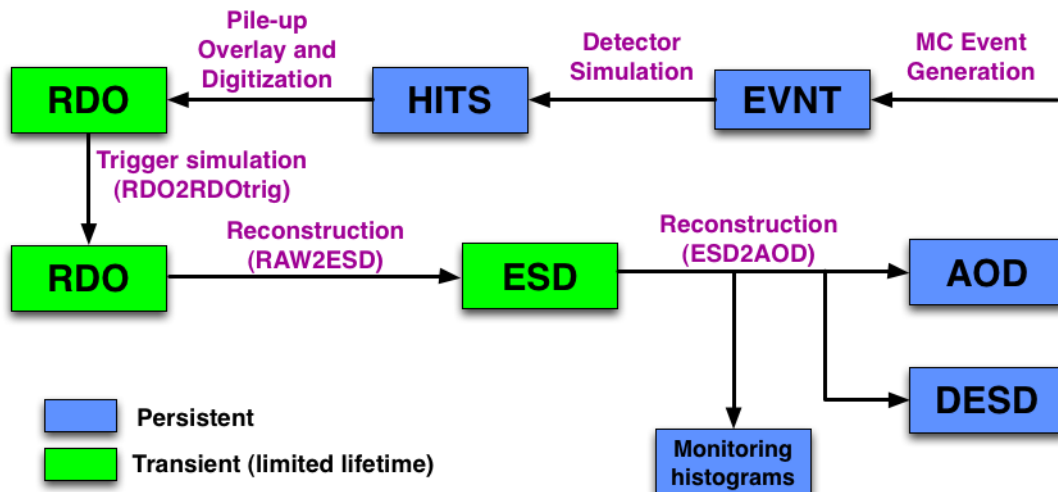 Pile-up
Overlay and
Digitization
Detector
Simulation
MC Event
Generation
RDO
HITS
EVNT
Trigger simulation
(RDO2RDOtrig)
Reconstruction
(RAW2ESD)
Reconstruction
(ESD2AOD)
RDO
ESD
AOD
DESD
Persistent
Monitoring
histograms
Transient (limited lifetime)